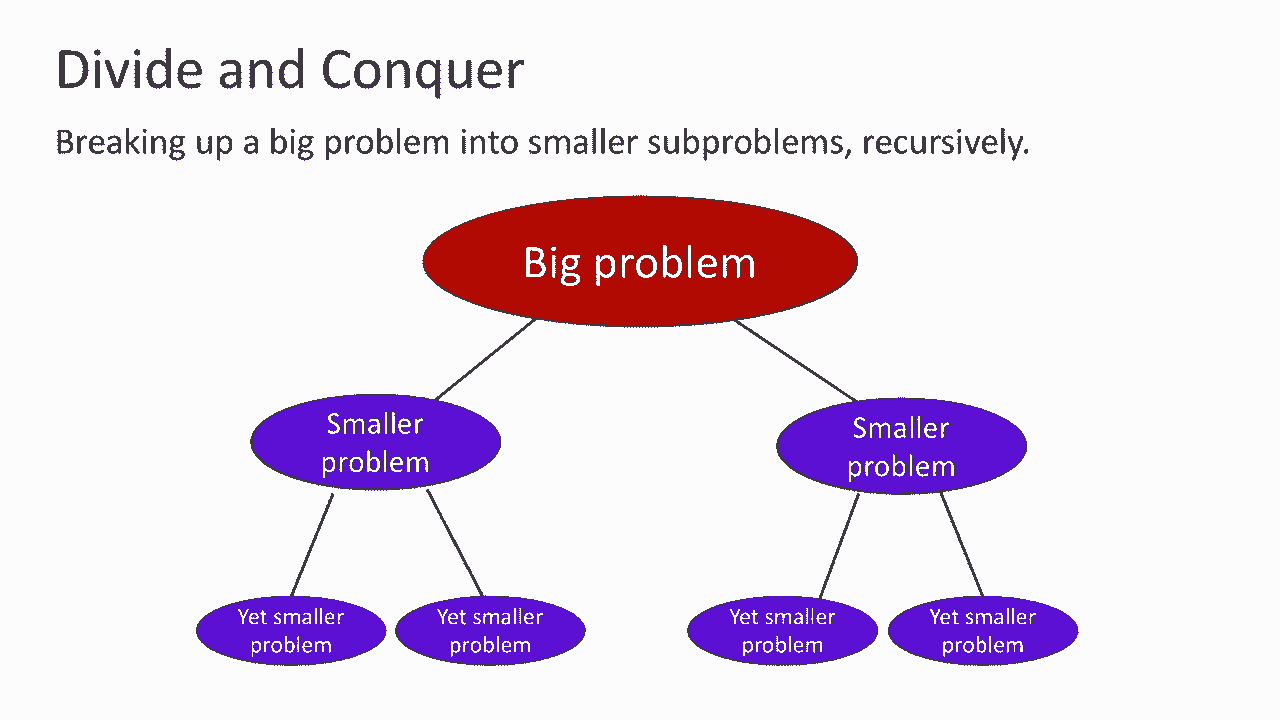 Divide and Conquer
Breaking up a big problem into smaller subproblems, recursively.
Big problem
Smaller
problem
Smaller
problem
Yet smaller
problem
Yet smaller
problem
Yet smaller
problem
Yet smaller
problem